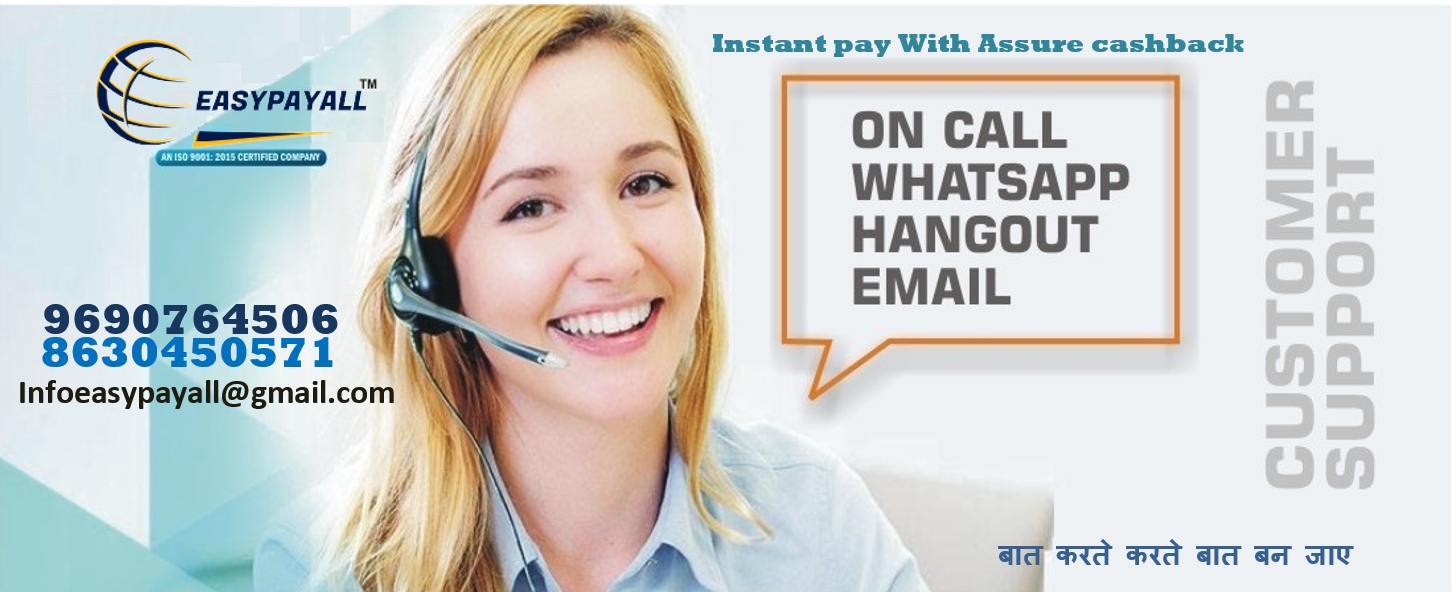 EASYPAYALL™
AN ISO 9001: 2015 CERTIFIED COMPANY
9690764506
8630450571
Infoeasypayall@gmail.com
Instant pay With Assure cashback
ON CALL
WHATSAPP
HANGOUT
EMAIL
CUSTOMER
SUPPORT
बात करते करते बात बन जाए